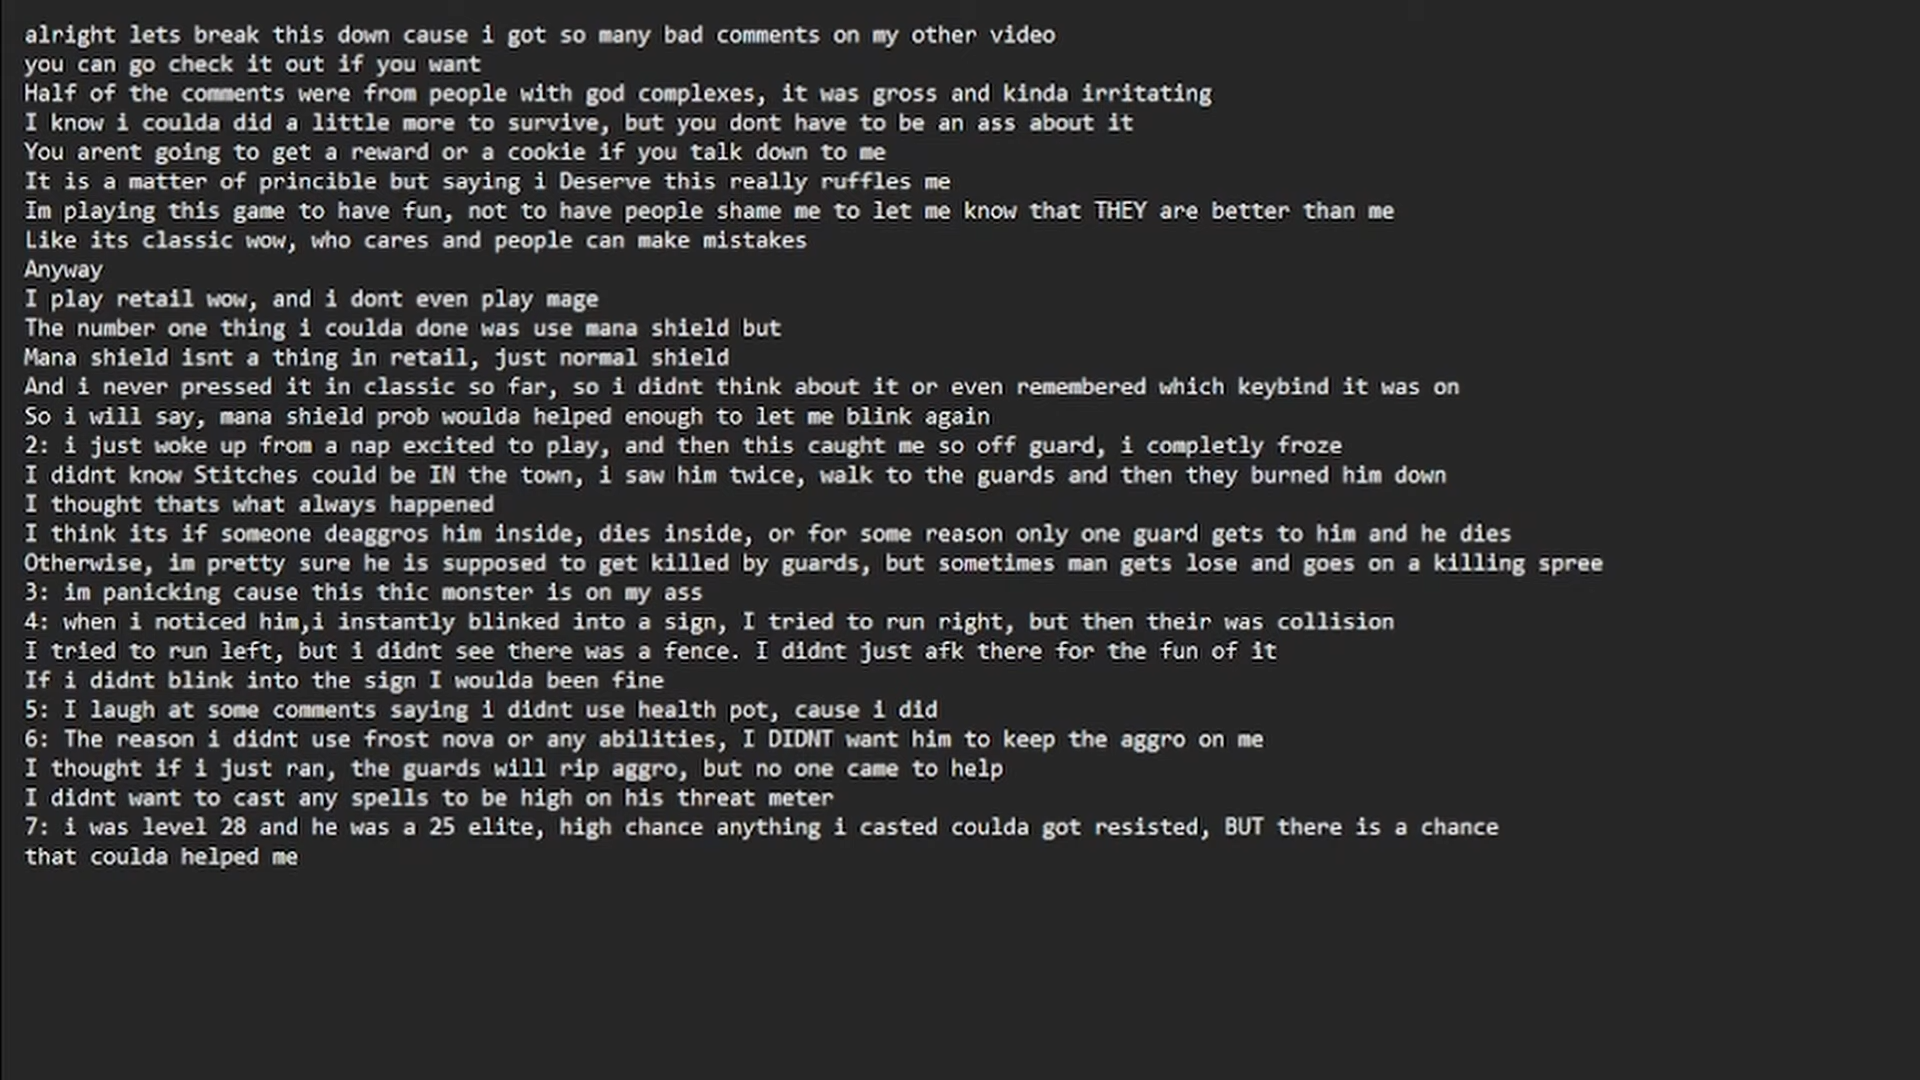 alright lets break this down cause i got so many bad comments on my other video
you can go check it out if you want
Half of the comments were from people with god complexes, it was gross and kinda irritating
I know i coulda did a little more to survive, but you dont have to be an ass about it
You arent going to get a reward or a cookie if you talk down to me
It is a matter of princible but saying i Deserve this really ruffles me
Im playing this game to have fun, not to have people shame me to let me know that THEY are better than me
Like its classic wow, who cares and people can make mistakes
Anyway
I play retail wow, and i dont even play mage
The number one thing i coulda done was use mana shield but
Mana shield isnt a thing in retail, just normal shield
And i never pressed it in classic so far, so i didnt think about it or even remembered which keybind it was on
So i will say, mana shield prob woulda helped enough to let me blink again
2: i just woke up from a nap excited to play, and then this caught me so off guard, i completly froze
I didnt know Stitches could be IN the town, i saw him twice, walk to the guards and then they burned him down
I thought thats what always happened
I think its if someone deaggros him inside, dies inside, or for some reason only one guard gets to him and he dies
Otherwise, im pretty sure he is supposed to get killed by guards, but sometimes man gets lose and goes on a killing spree
3: im panicking cause this thic monster is on my ass
4: when i noticed him,i instantly blinked into a sign, I tried to run right, but then their was collision
I tried to run left, but i didnt see there was a fence. I didnt just afk there for the fun of it
If i didnt blink into the sign I woulda been fine
5: I laugh at some comments saying i didnt use health pot, cause i did
6: The reason i didnt use frost nova or any abilities, I DIDNT want him to keep the aggro on me
I thought if i just ran, the guards will rip aggro, but no one came to help
I didnt want to cast any spells to be high on his threat meter
7: i was level 28 and he was a 25 elite, high chance anything i casted coulda got resisted, BUT there is a chance
that coulda helped me